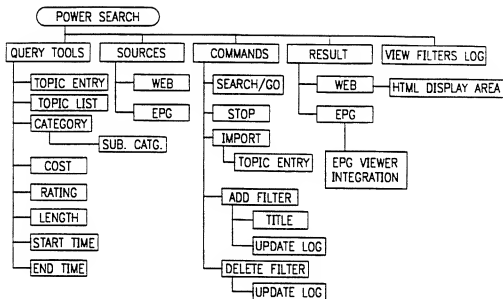 POWER SEARCH
QUERY TOOLS
SOURCES
COMMANDS
RESULT
VIEW FILTERS LOG
TOPIC ENTRY
TOPIC LIST
CATEGORY
SUB. CATG.
COST
RATING
LENGTH
START TIME
END TIME
WEB
EPG
SEARCH/GO
STOP
IMPORT
TOPIC ENTRY
ADD FILTER
TITLE
UPDATE LOG
DELETE FILTER
UPDATE LOG
WEB
HTML DISPLAY AREA
EPG
EPG VIEWER
INTEGRATION